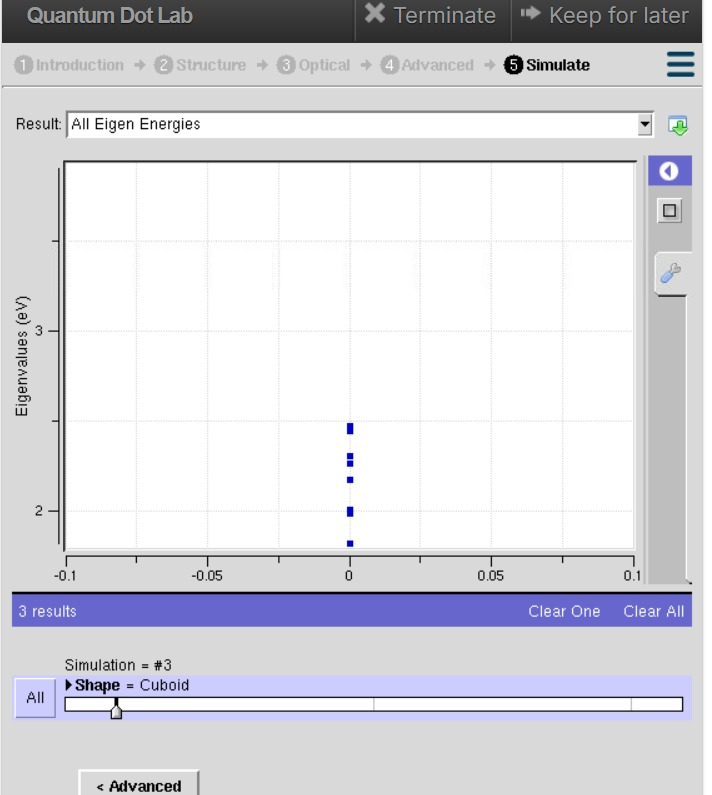 Quantum Dot Lab ✖ Terminate ➠ Keep for later
1 Introduction → 2 Structure → 3 Optical → 4 Advanced → 5 Simulate
Result: All Eigen Energies
Eigenvalues (eV)
3
2
-0.1 -0.05 0 0.05 0.1
3 results Clear One Clear All
Simulation = #3
All
Shape = Cuboid
< Advanced